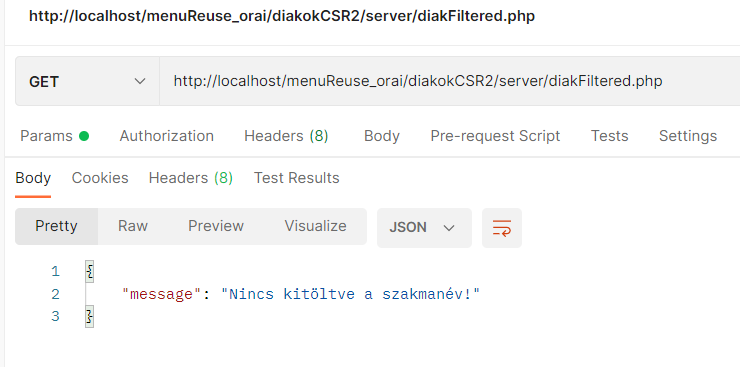 http://localhost/menuReuse_orai/diakokCSR2/server/diakFiltered.php
GET http://localhost/menuReuse_orai/diakokCSR2/server/diakFiltered.php
Params Authorization Headers (8) Body Pre-request Script Tests Settings
Body Cookies Headers (8) Test Results
Pretty Raw Preview Visualize JSON
1 {
2 "message": "Nincs kitöltve a szakmanév!"
3 }